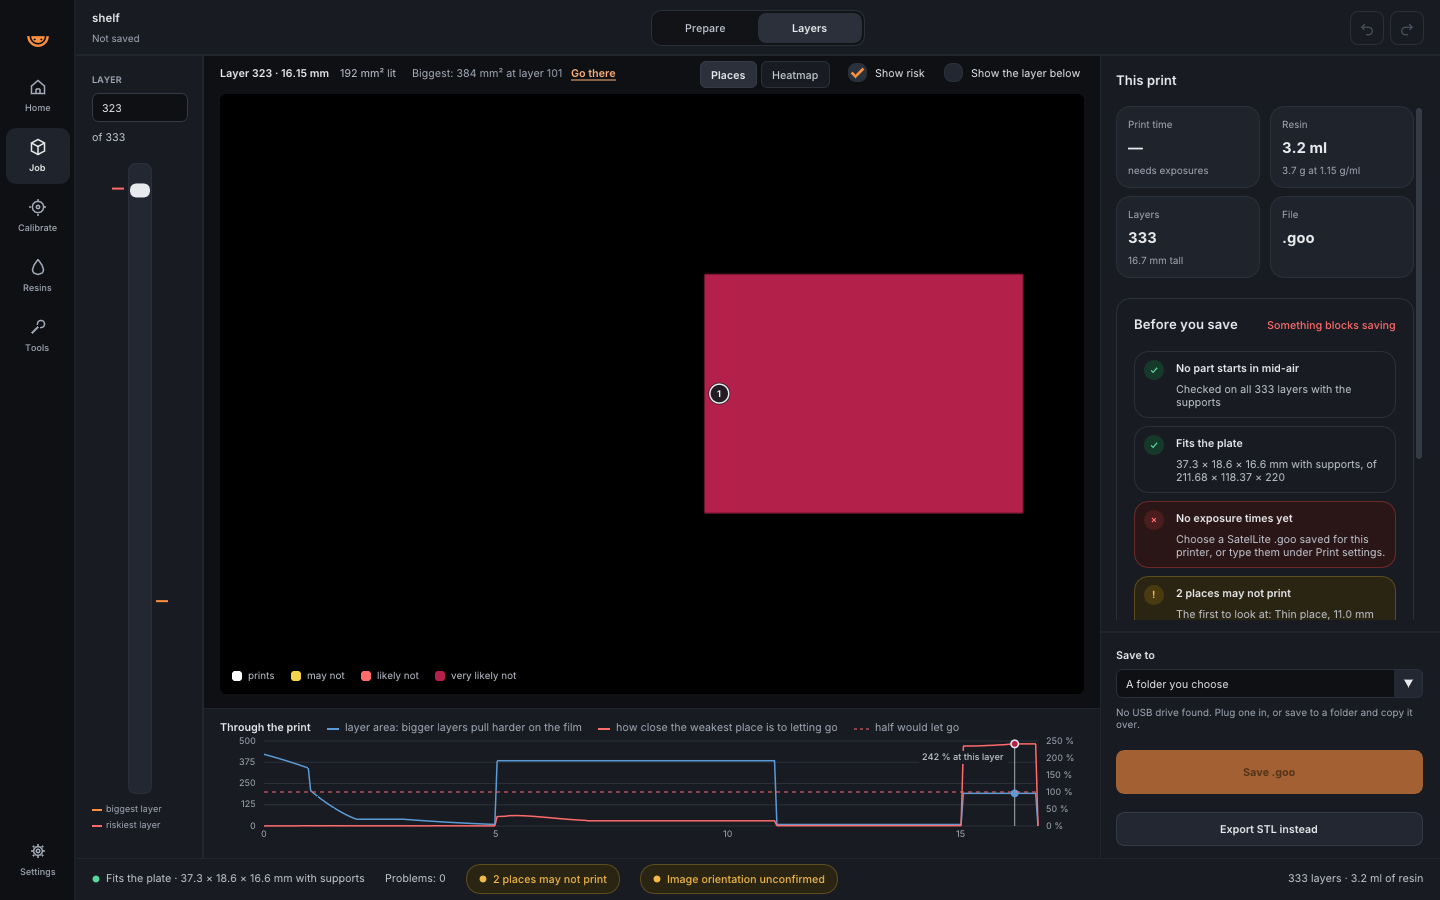 shelf
Not saved
Prepare
Layers
Home
Job
Calibrate
Resins
Tools
Settings
LAYER
323
of 333
biggest layer
riskiest layer
Layer 323 · 16.15 mm
192 mm² lit
Biggest: 384 mm² at layer 101
Go there
Places
Heatmap
Show risk
Show the layer below
1
prints
may not
likely not
very likely not
Through the print
layer area: bigger layers pull harder on the film
how close the weakest place is to letting go
half would let go
500
375
250
125
0
250 %
200 %
150 %
100 %
50 %
0 %
242 % at this layer
0
5
10
15
This print
Print time
—
needs exposures
Resin
3.2 ml
3.7 g at 1.15 g/ml
Layers
333
16.7 mm tall
File
.goo
Before you save
Something blocks saving
No part starts in mid-air
Checked on all 333 layers with the
supports
Fits the plate
37.3 × 18.6 × 16.6 mm with supports, of
211.68 × 118.37 × 220
No exposure times yet
Choose a SatelLite .goo saved for this
printer, or type them under Print settings.
2 places may not print
The first to look at: Thin place, 11.0 mm
Save to
A folder you choose
No USB drive found. Plug one in, or save to a folder and copy it
over.
Save .goo
Export STL instead
Fits the plate · 37.3 × 18.6 × 16.6 mm with supports
Problems: 0
2 places may not print
Image orientation unconfirmed
333 layers · 3.2 ml of resin